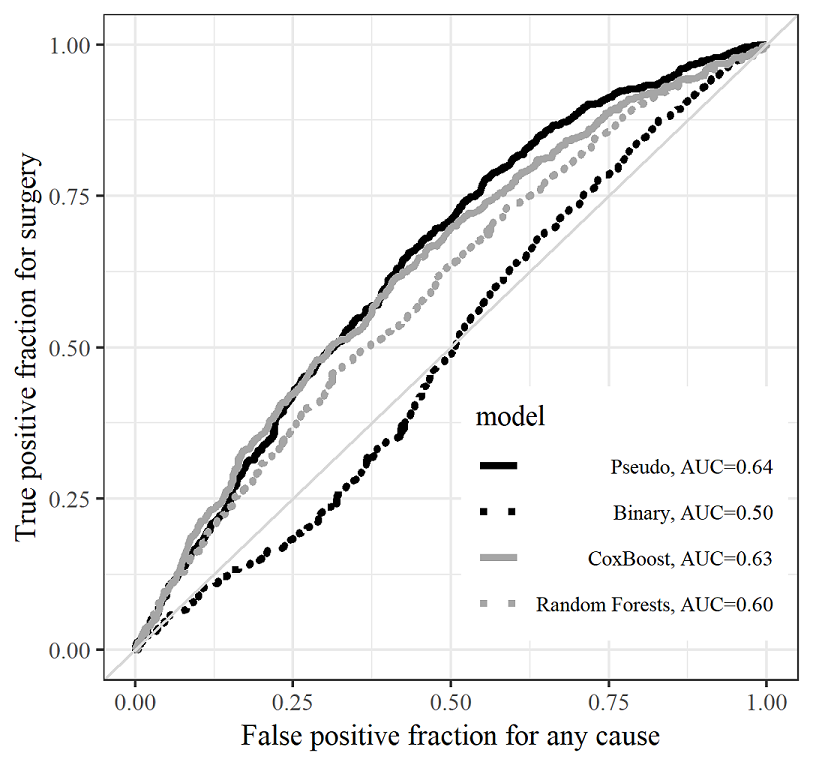 True positive fraction for surgery
1.00
0.75
0.50
0.25
0.00
model
Pseudo, AUC=0.64
Binary, AUC=0.50
CoxBoost, AUC=0.63
Random Forests, AUC=0.60
0.00 0.25 0.50 0.75 1.00
False positive fraction for any cause